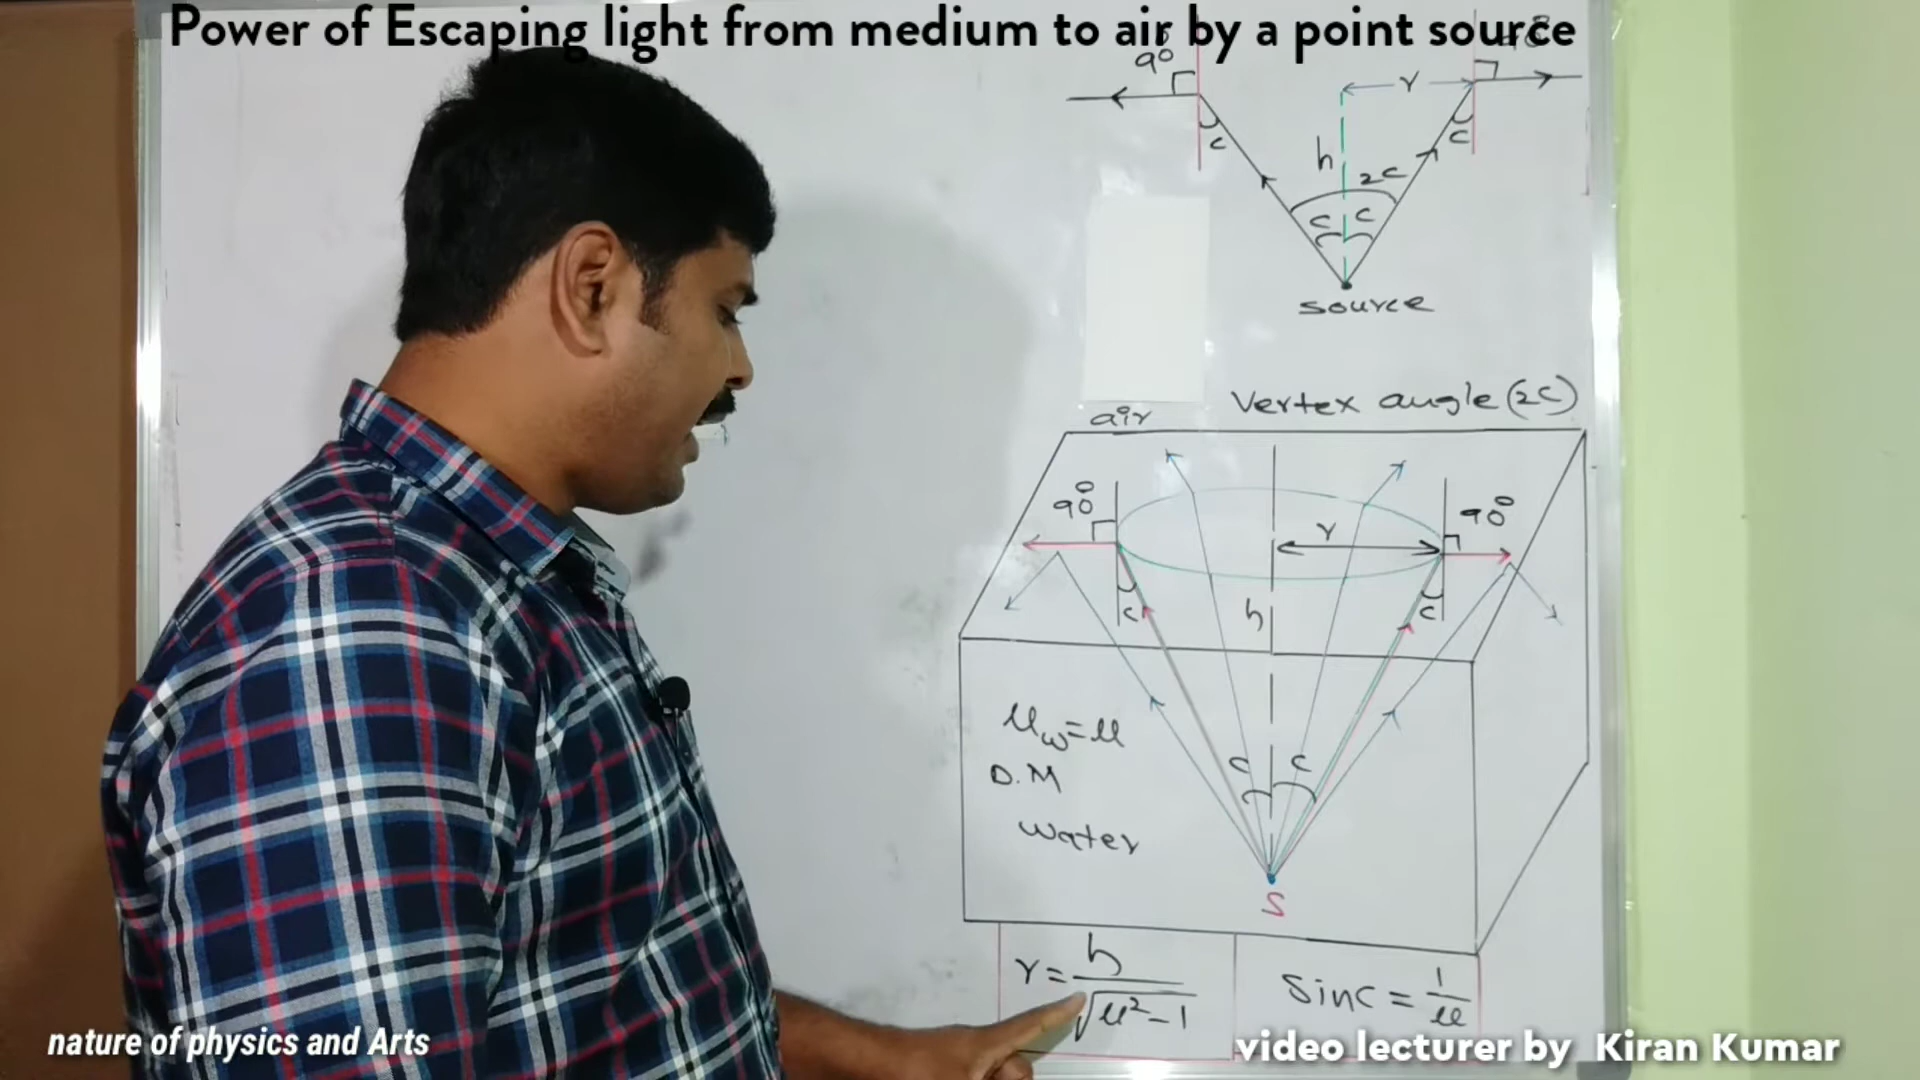 Power of Escaping light from medium to air by a point source
90°
90°
r
c
c
h
2c
c c
source
Vertex angle (2C)
air
90°
90°
r
c
c
h
μw=μ
c c
D.M
water
S
r = h/√μ²-1
Sinc = 1/μ
nature of physics and Arts
video lecturer by Kiran Kumar